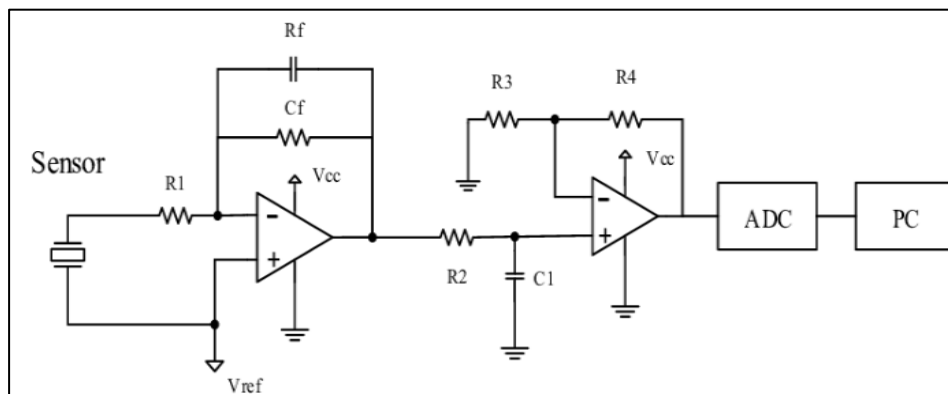 Rf
Cf
Vcc
Sensor
R1
-
+
Vref
R2
C1
R3
R4
Vcc
-
+
ADC
PC